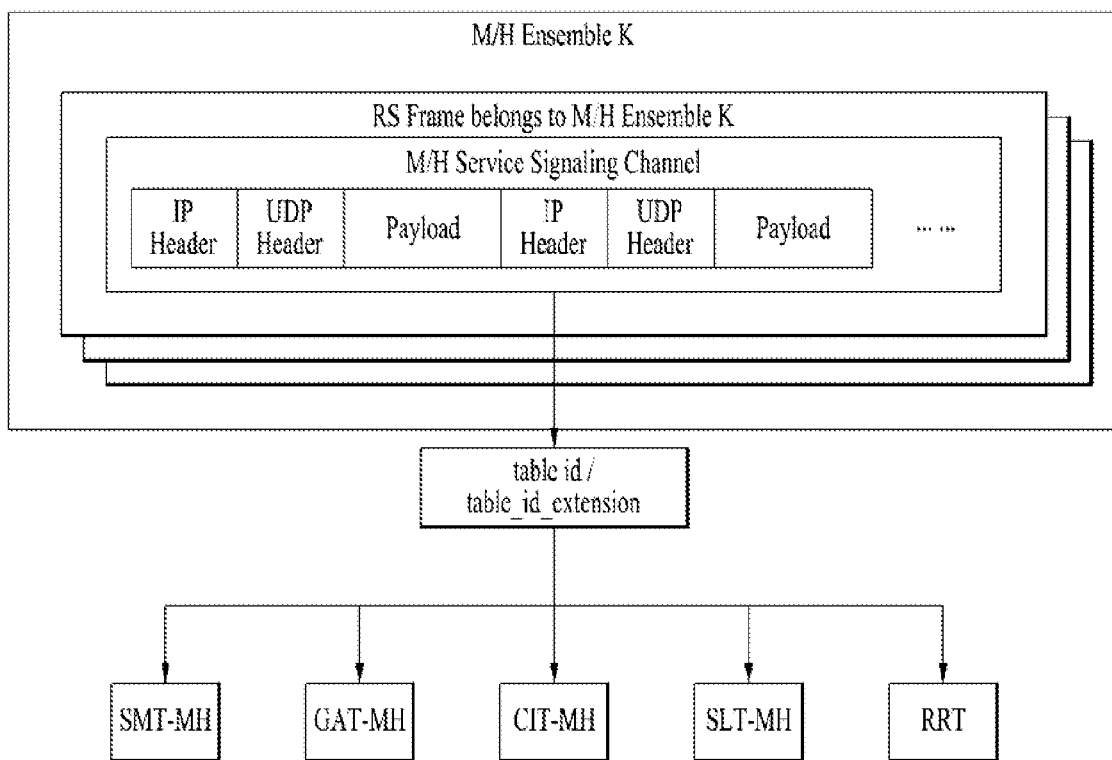 M/H Ensemble K
RS Frame belongs to M/H Ensemble K
M/H Service Signaling Channel
IP Header
UDP Header
Payload
IP Header
UDP Header
Payload
... ...
table id /
table_id_extension
SMT-MH
GAT-MH
CIT-MH
SLT-MH
RRT